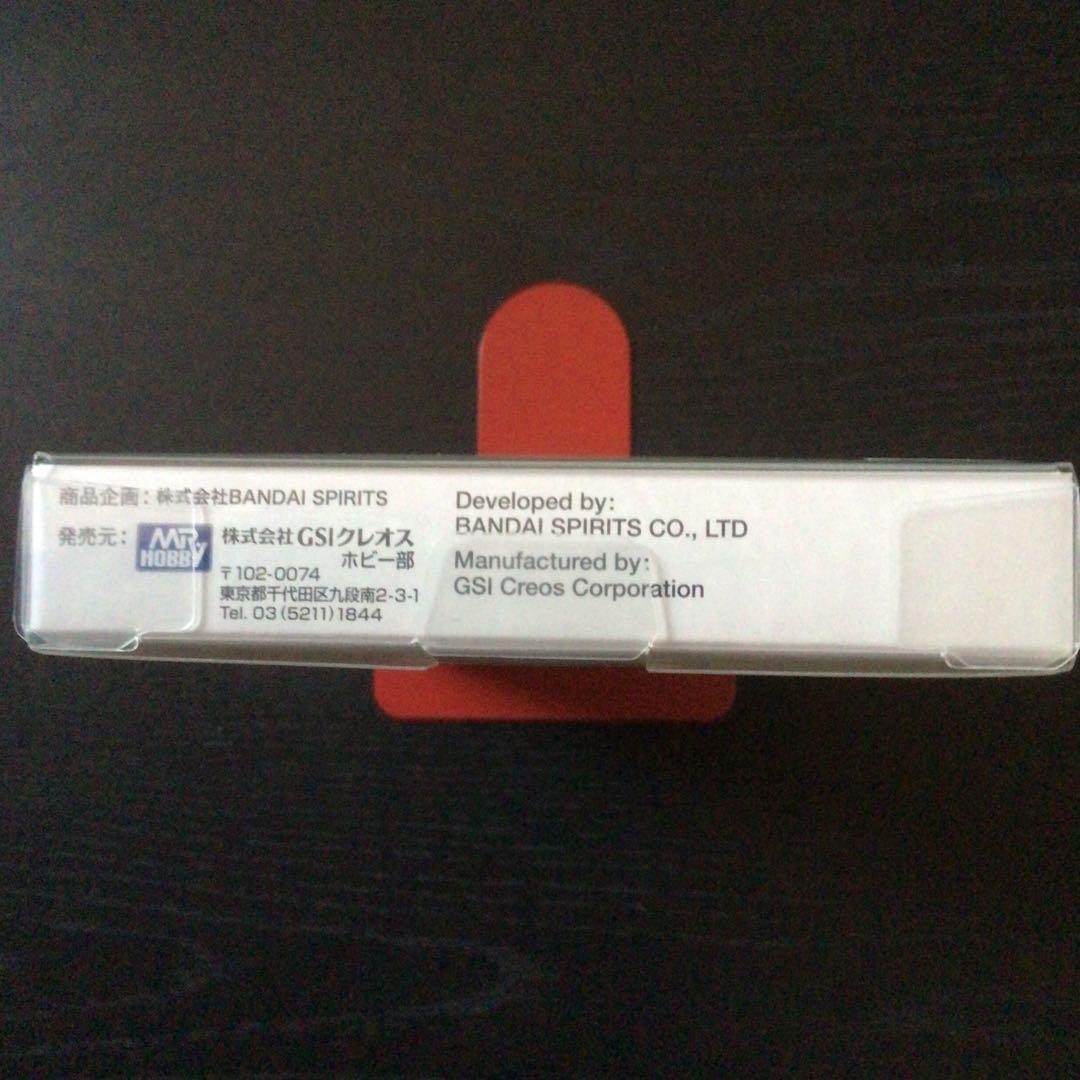 商品企画：株式会社BANDAI SPIRITS
発売元：
MR HOBBY
株式会社GSIクレオス
ホビー部
〒102-0074
東京都千代田区九段南2-3-1
Tel. 03(5211)1844
Developed by:
BANDAI SPIRITS CO., LTD
Manufactured by:
GSI Creos Corporation